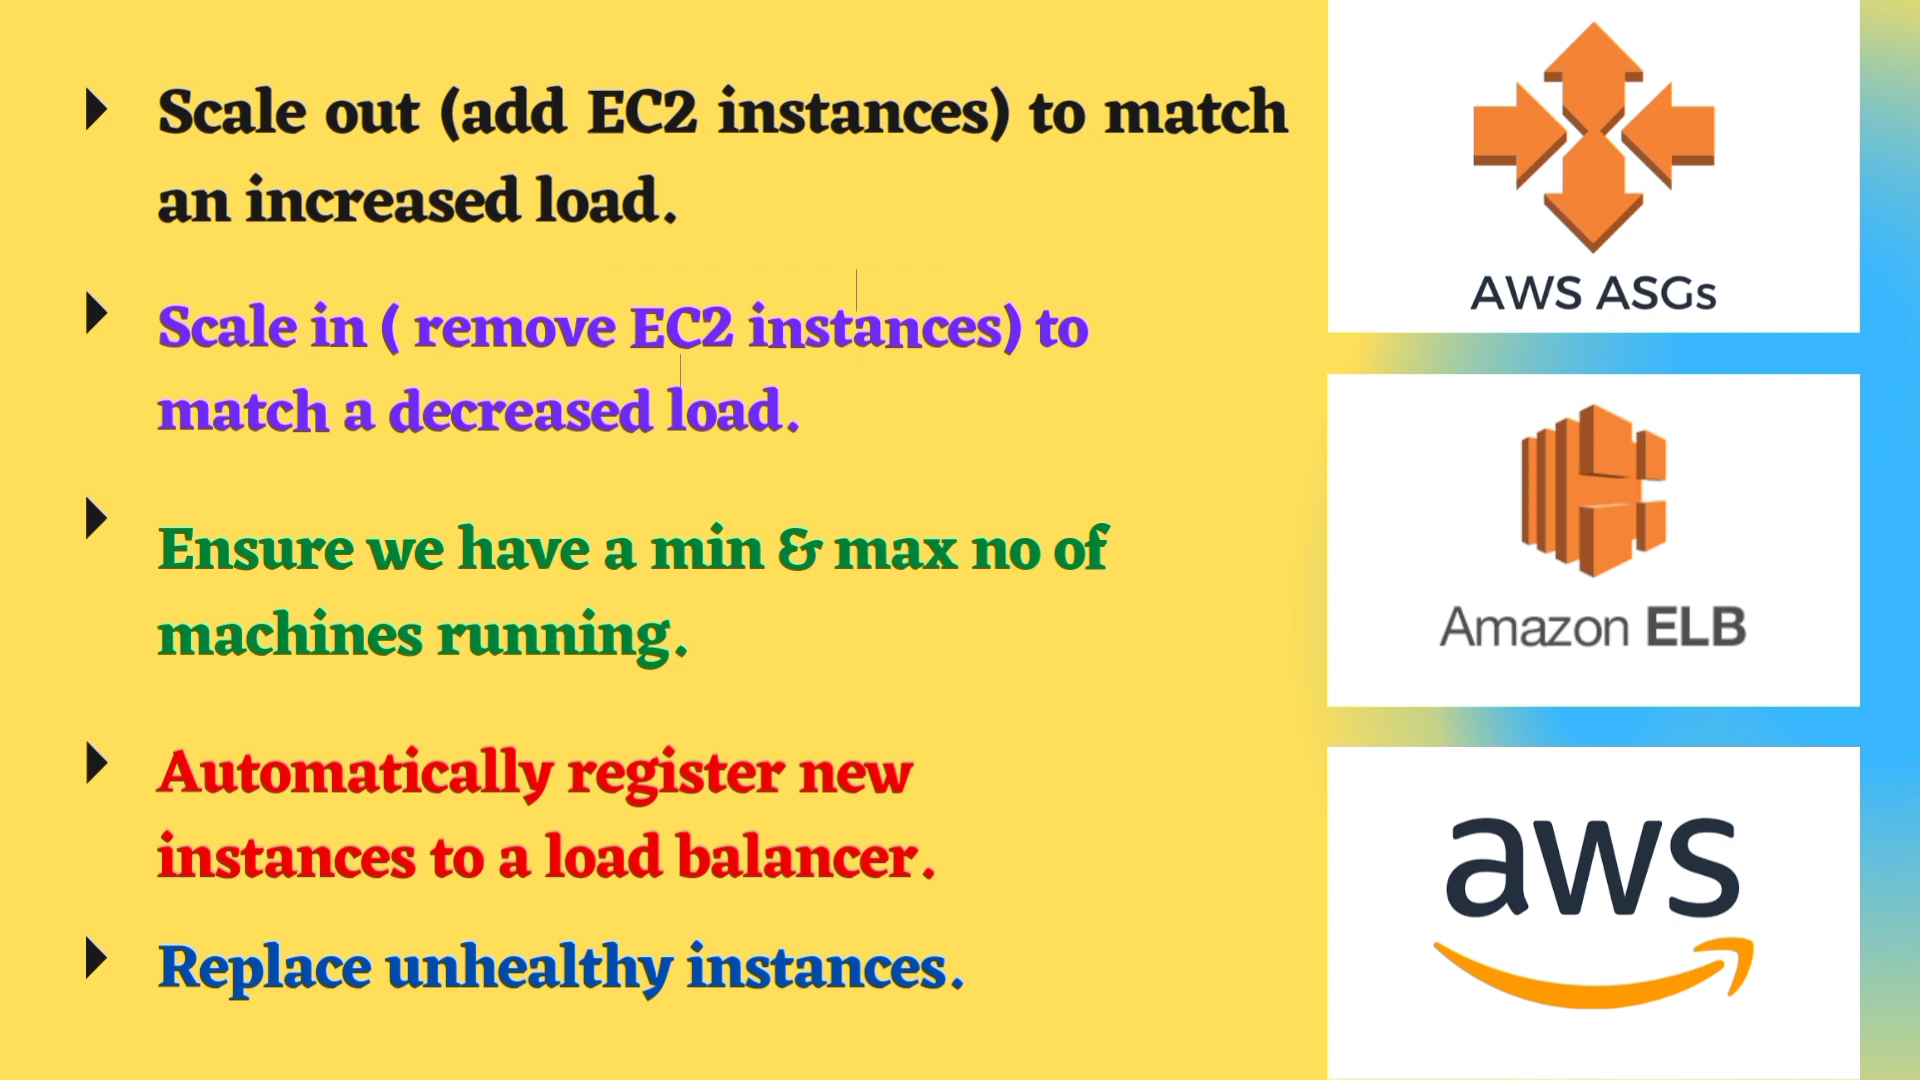 Scale out (add EC2 instances) to match
an increased load.
Scale in ( remove EC2 instances) to
match a decreased load.
Ensure we have a min & max no of
machines running.
Automatically register new
instances to a load balancer.
Replace unhealthy instances.
AWS ASGs
Amazon ELB
aws